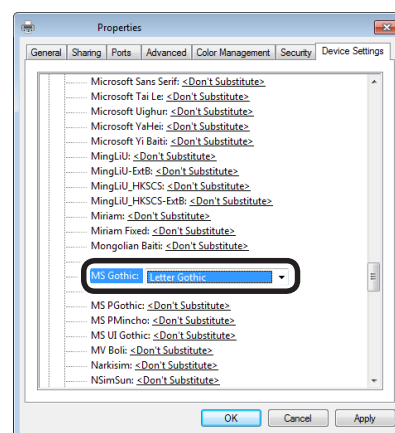 Properties
General Sharing Ports Advanced Color Management Security Device Settings
Microsoft Sans Serif: <Don't Substitute>
Microsoft Tai Le: <Don't Substitute>
Microsoft Uighur: <Don't Substitute>
Microsoft YaHei: <Don't Substitute>
Microsoft Yi Baiti: <Don't Substitute>
MingLiU: <Don't Substitute>
MingLiU-ExtB: <Don't Substitute>
MingLiU_HKSCS: <Don't Substitute>
MingLiU_HKSCS-ExtB: <Don't Substitute>
Miriam: <Don't Substitute>
Miriam Fixed: <Don't Substitute>
Mongolian Baiti: <Don't Substitute>
MS Gothic: Letter Gothic
MS PGothic: <Don't Substitute>
MS PMincho: <Don't Substitute>
MS UI Gothic: <Don't Substitute>
MV Boli: <Don't Substitute>
Narkisim: <Don't Substitute>
NSimSun: <Don't Substitute>
OK Cancel Apply